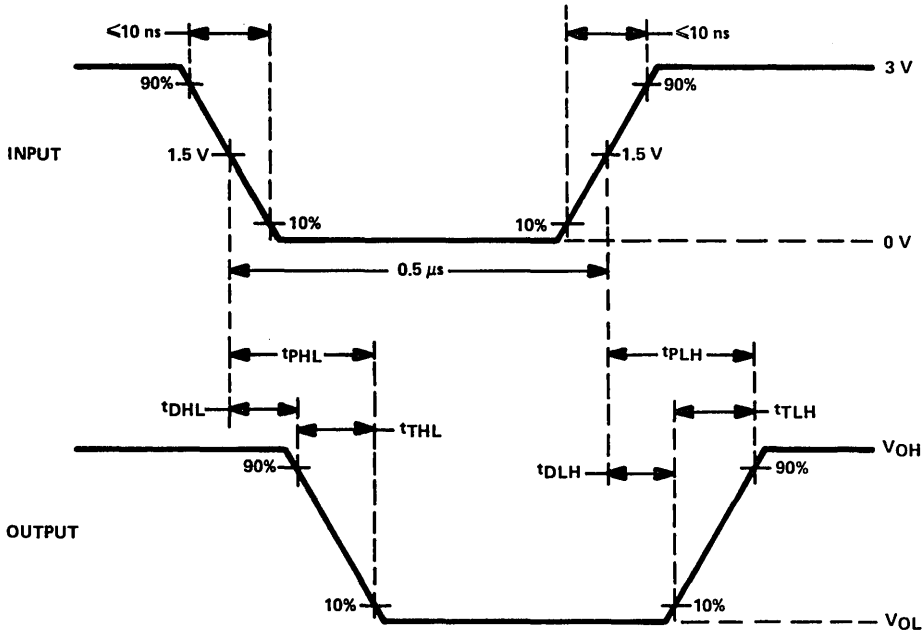 ≤10 ns
≤10 ns
3 V
90%
90%
INPUT
1.5 V
1.5 V
10%
10%
0 V
0.5 μs
tPHL
tPLH
tDHL
tTHL
tTLH
VOH
90%
tDLH
90%
OUTPUT
10%
10%
VOL